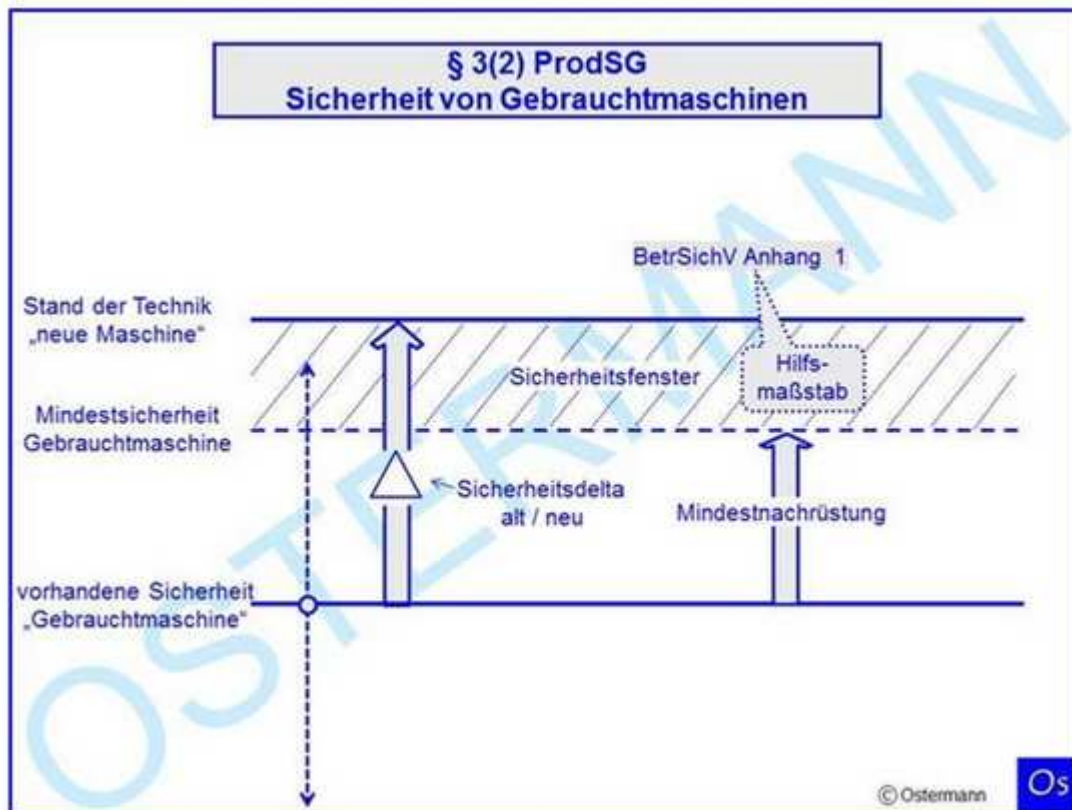 § 3(2) ProdSG
Sicherheit von Gebrauchtmaschinen
BetrSichV Anhang 1
Stand der Technik
„neue Maschine“
Hilfs-
maßstab
Sicherheitsfenster
Mindestsicherheit
Gebrauchtmaschine
Sicherheitsdelta
alt / neu
Mindestnachrüstung
vorhandene Sicherheit
„Gebrauchtmaschine“
OSTERMANN
© Ostermann
Os